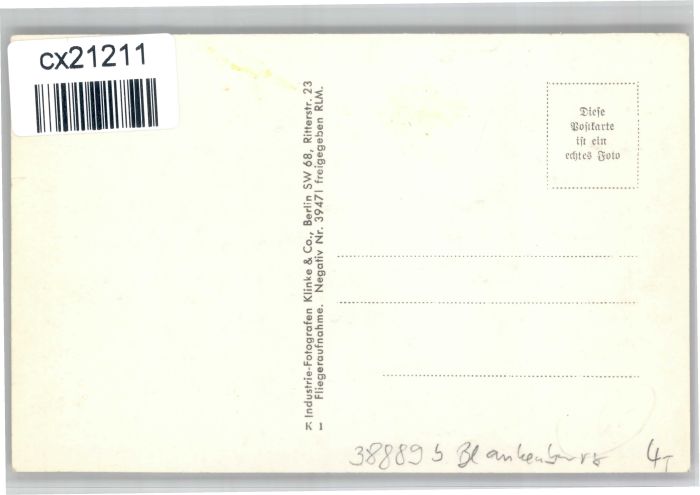 cx21211
Industrie-Fotografen Klinke & Co., Berlin SW 68, Ritterstr. 23
Fliegeraufnahme. Negativ Nr. 39471 freigegeben RLM.
K 1
Diese
Postkarte
ist ein
echtes Foto
38889 b Blankenburg